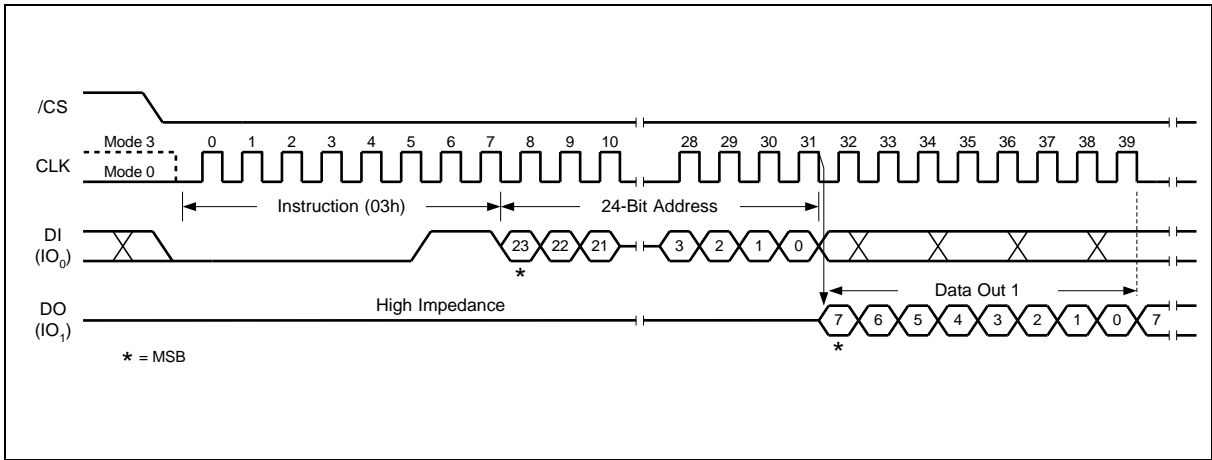 /CS
Mode 3
0 1 2 3 4 5 6 7 8 9 10 28 29 30 31 32 33 34 35 36 37 38 39
CLK
Mode 0
Instruction (03h)
24-Bit Address
DI
(IO0)
23 22 21 3 2 1 0
*
Data Out 1
High Impedance
DO
(IO1)
7 6 5 4 3 2 1 0 7
*
* = MSB